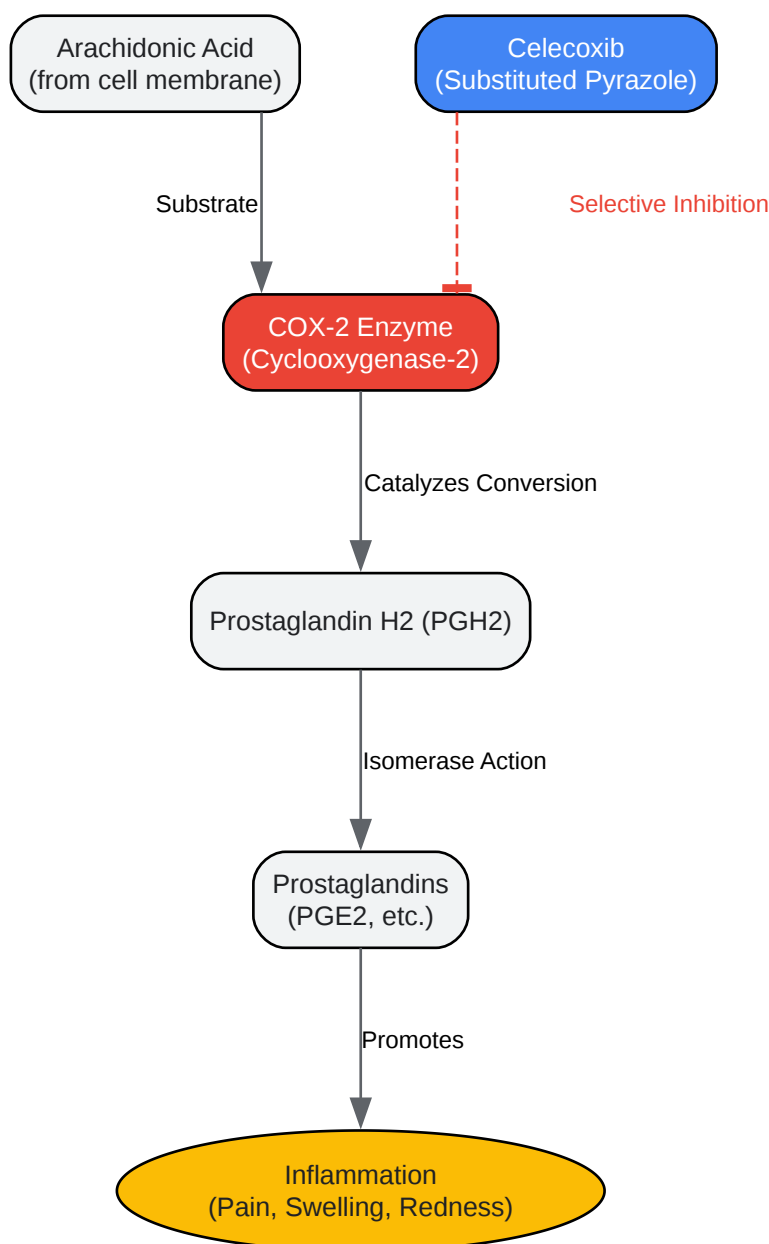 Arachidonic Acid
(from cell membrane)
Celecoxib
(Substituted Pyrazole)
Substrate
Selective Inhibition
COX-2 Enzyme
(Cyclooxygenase-2)
Catalyzes Conversion
Prostaglandin H2 (PGH2)
Isomerase Action
Prostaglandins
(PGE2, etc.)
Promotes
Inflammation
(Pain, Swelling, Redness)